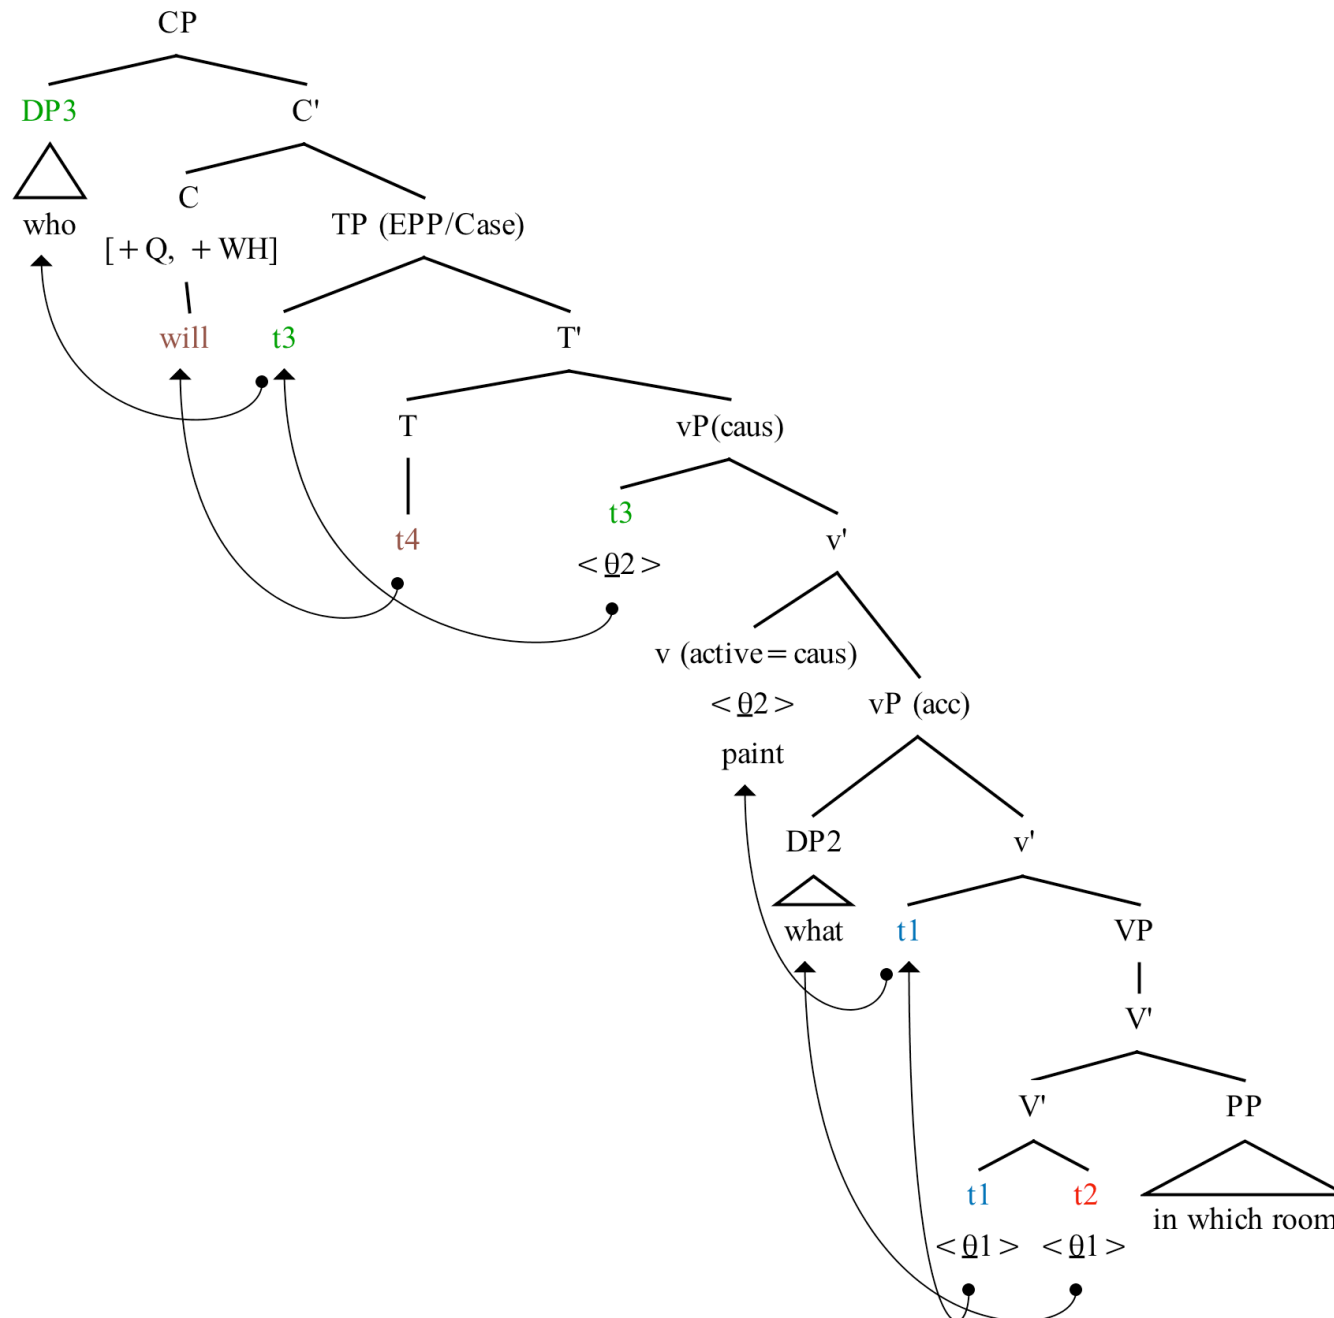 CP
DP3 C'
who
C
[+Q, +WH]
TP (EPP/Case)
will t3 T'
T vP(caus)
t4
t3
<θ2>
v'
v (active=caus)
<θ2>
paint
vP (acc)
DP2 v'
what t1 VP
V'
V' PP
t1 t2
<θ1> <θ1>
in which room